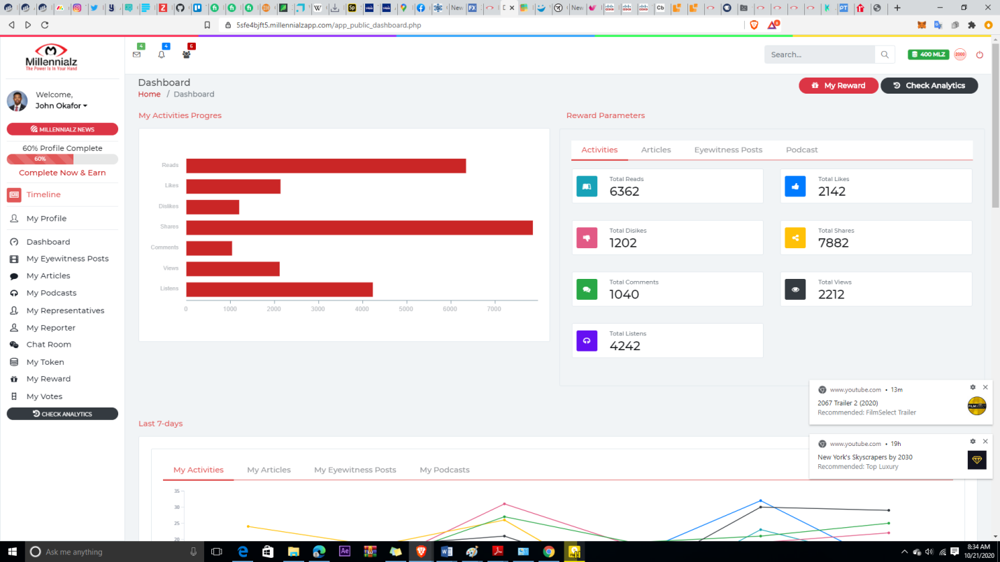 5sfe4bjft5.millennialzapp.com/app_public_dashboard.php
Millennialz
The Power Is In Your Hand
4
4
6
Search...
400 MLZ
2000
Welcome,
John Okafor
MILLENNIALZ NEWS
60% Profile Complete
60%
Complete Now & Earn
Timeline
My Profile
Dashboard
My Eyewitness Posts
My Articles
My Podcasts
My Representatives
My Reporter
Chat Room
My Token
My Reward
My Votes
CHECK ANALYTICS
Dashboard
Home / Dashboard
My Reward
Check Analytics
My Activities Progres
Reads
Likes
Dislikes
Shares
Comments
Views
Listens
0 1000 2000 3000 4000 5000 6000 7000
Reward Parameters
Activities Articles Eyewitness Posts Podcast
Total Reads
6362
Total Likes
2142
Total Disikes
1202
Total Shares
7882
Total Comments
1040
Total Views
2212
Total Listens
4242
www.youtube.com • 13m
2067 Trailer 2 (2020)
Recommended: FilmSelect Trailer
www.youtube.com • 19h
New York's Skyscrapers by 2030
Recommended: Top Luxury
Last 7-days
My Activities My Articles My Eyewitness Posts My Podcasts
35
30
25
20
Ask me anything
8:34 AM
10/21/2020